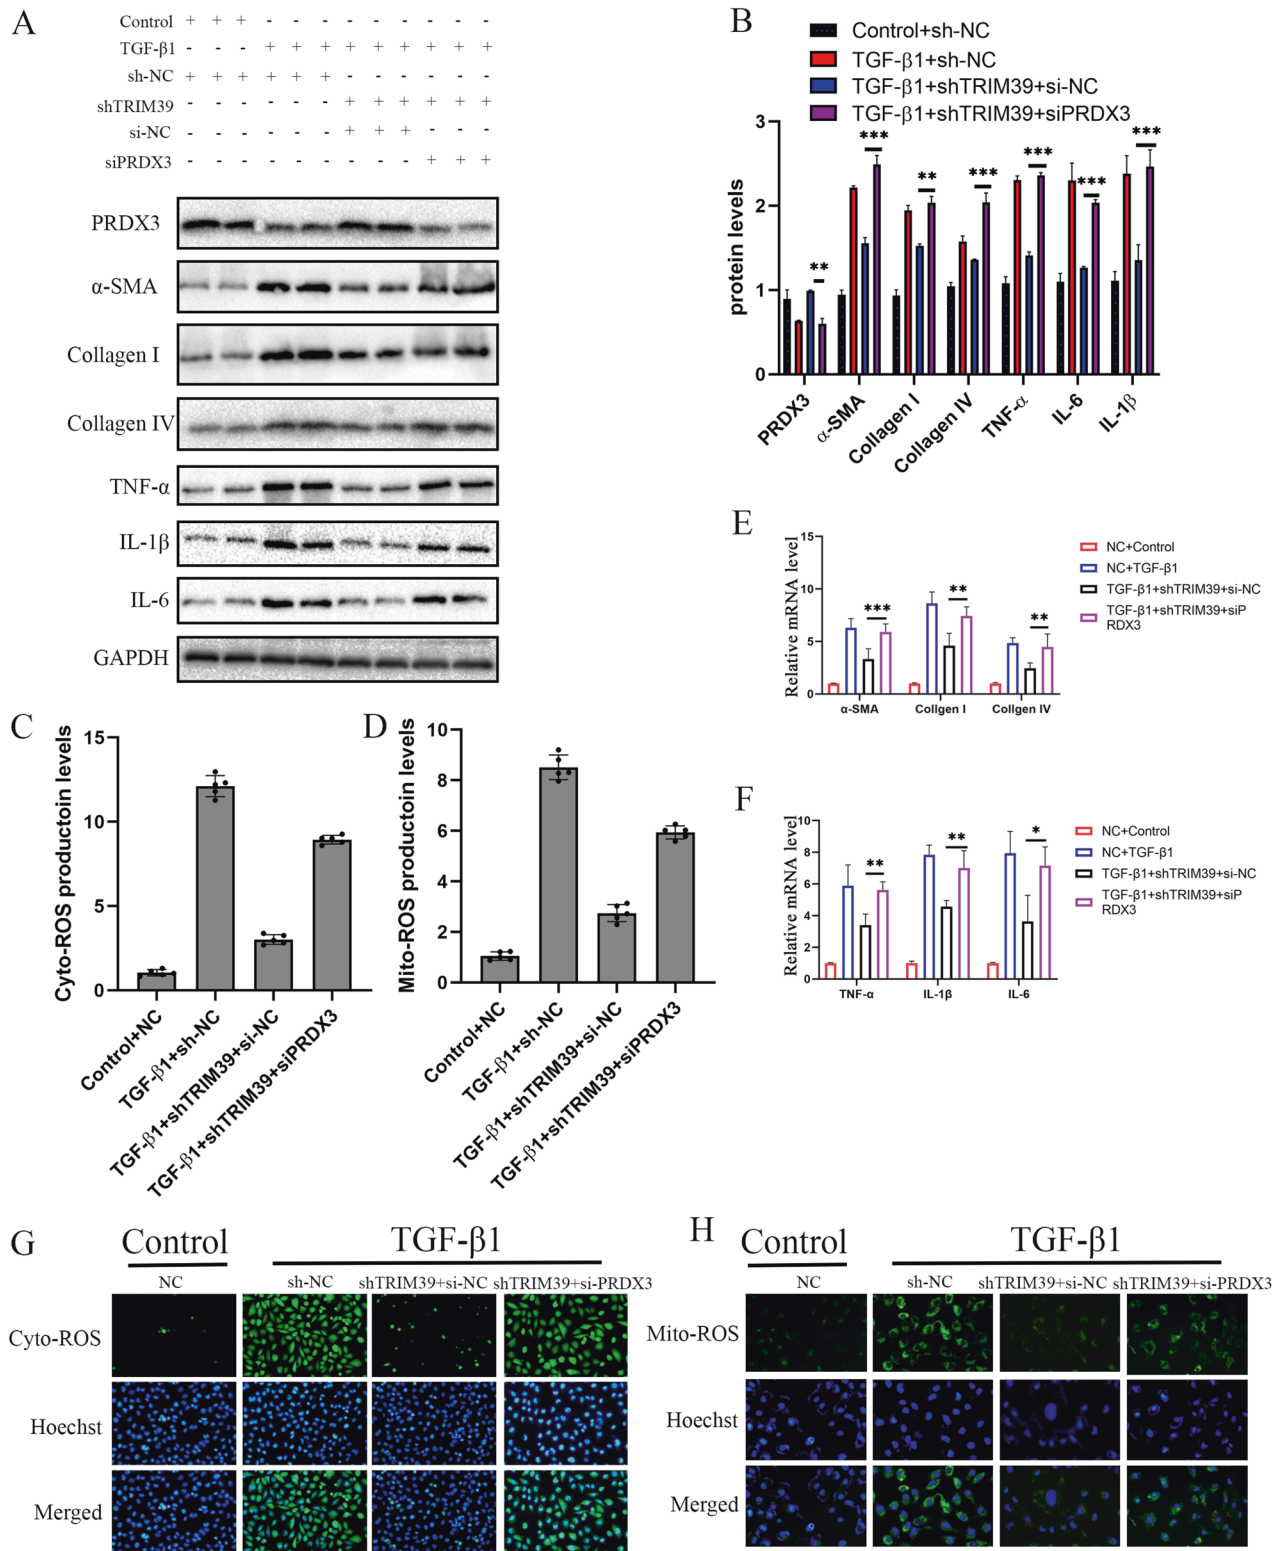 A
Control + + + - - - - - - - - -
TGF-β1 - - - + + + + + + + + +
sh-NC + + + + + + - - - - - -
shTRIM39 - - - - - - + + + + + +
si-NC - - - - - - + + + - - -
siPRDX3 - - - - - - - - - + + +
PRDX3
α-SMA
Collagen I
Collagen IV
TNF-α
IL-1β
IL-6
GAPDH
B
Control+sh-NC
TGF-β1+sh-NC
TGF-β1+shTRIM39+si-NC
TGF-β1+shTRIM39+siPRDX3
protein levels
3
2
1
0
** *** ** *** *** *** ***
PRDX3 α-SMA Collagen I Collagen IV TNF-α IL-6 IL-1β
C
Cyto-ROS productoin levels
15
10
5
0
Control+NC
TGF-β1+sh-NC
TGF-β1+shTRIM39+si-NC
TGF-β1+shTRIM39+siPRDX3
D
Mito-ROS productoin levels
10
8
6
4
2
0
Control+NC
TGF-β1+sh-NC
TGF-β1+shTRIM39+si-NC
TGF-β1+shTRIM39+siPRDX3
E
Relative mRNA level
15
10
5
0
*** ** **
α-SMA Collgen I Collgen IV
NC+Control
NC+TGF-β1
TGF-β1+shTRIM39+si-NC
TGF-β1+shTRIM39+siP
RDX3
F
Relative mRNA level
10
8
6
4
2
0
** ** *
TNF-α IL-1β IL-6
NC+Control
NC+TGF-β1
TGF-β1+shTRIM39+si-NC
TGF-β1+shTRIM39+siP
RDX3
G
Control TGF-β1
NC sh-NC shTRIM39+si-NC shTRIM39+si-PRDX3
Cyto-ROS
Hoechst
Merged
H
Control TGF-β1
NC sh-NC shTRIM39+si-NC shTRIM39+si-PRDX3
Mito-ROS
Hoechst
Merged